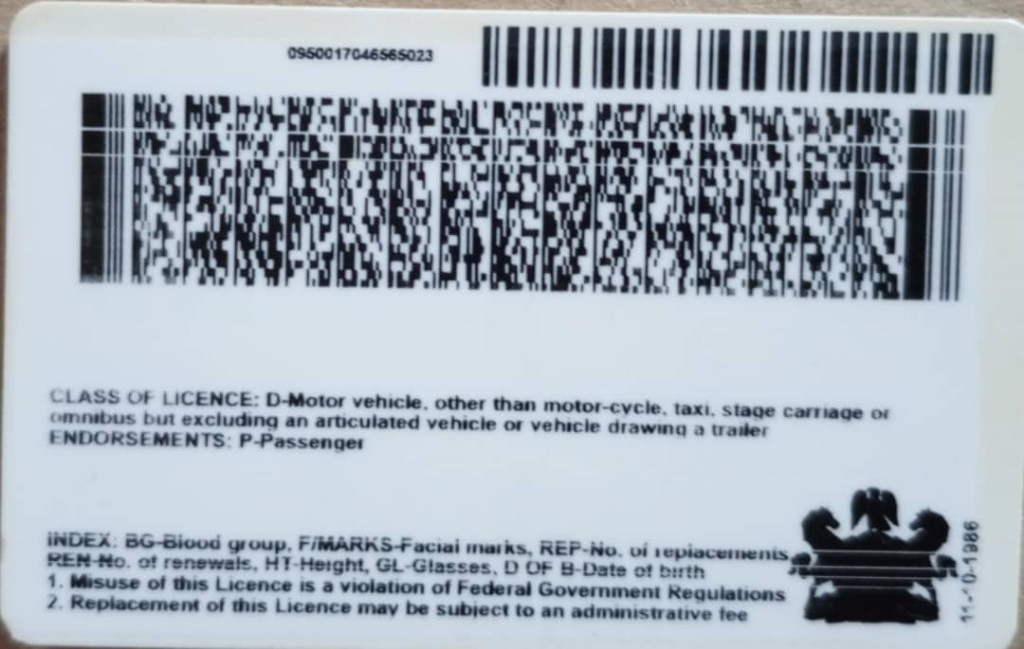 0950017046565023
CLASS OF LICENCE: D-Motor vehicle, other than motor-cycle, taxi, stage carriage or
omnibus but excluding an articulated vehicle or vehicle drawing a trailer
ENDORSEMENTS: P-Passenger
INDEX: BG-Blood group, F/MARKS-Facial marks, REP-No. of replacements
REN-No. of renewals, HT-Height, GL-Glasses, D OF B-Date of birth
1. Misuse of this Licence is a violation of Federal Government Regulations
2. Replacement of this Licence may be subject to an administrative fee
11-10-1986